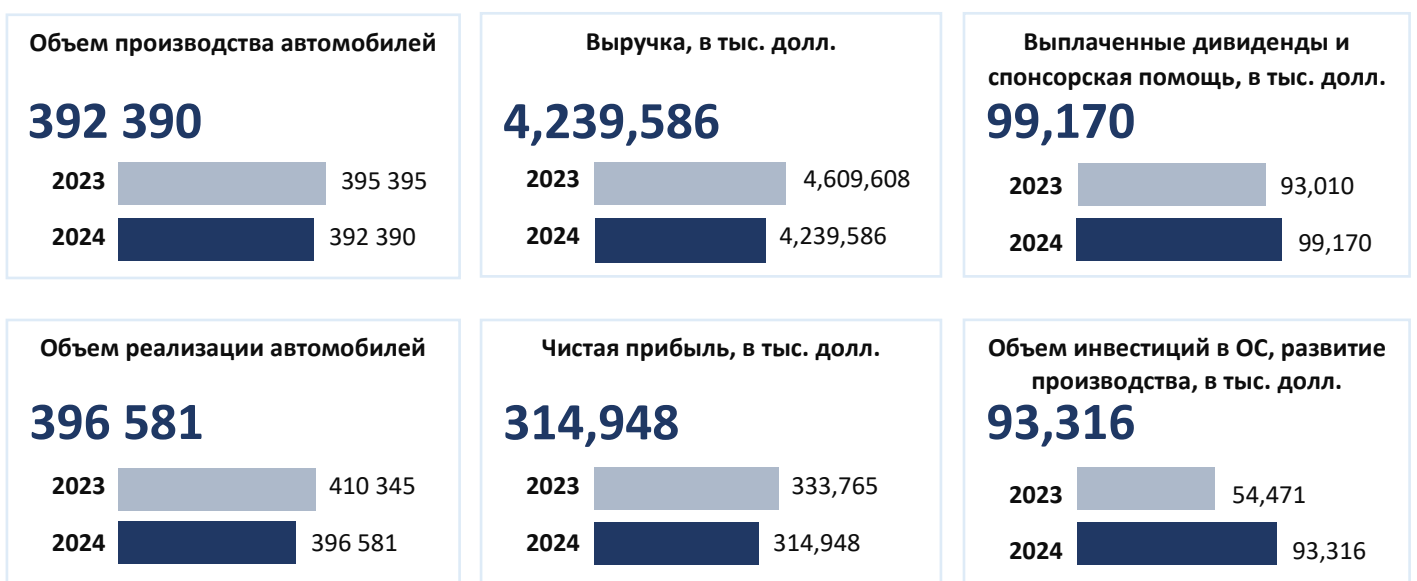 Объем производства автомобилей
392 390
2023 395 395
2024 392 390
Выручка, в тыс. долл.
4,239,586
2023 4,609,608
2024 4,239,586
Выплаченные дивиденды и
спонсорская помощь, в тыс. долл.
99,170
2023 93,010
2024 99,170
Объем реализации автомобилей
396 581
2023 410 345
2024 396 581
Чистая прибыль, в тыс. долл.
314,948
2023 333,765
2024 314,948
Объем инвестиций в ОС, развитие
производства, в тыс. долл.
93,316
2023 54,471
2024 93,316